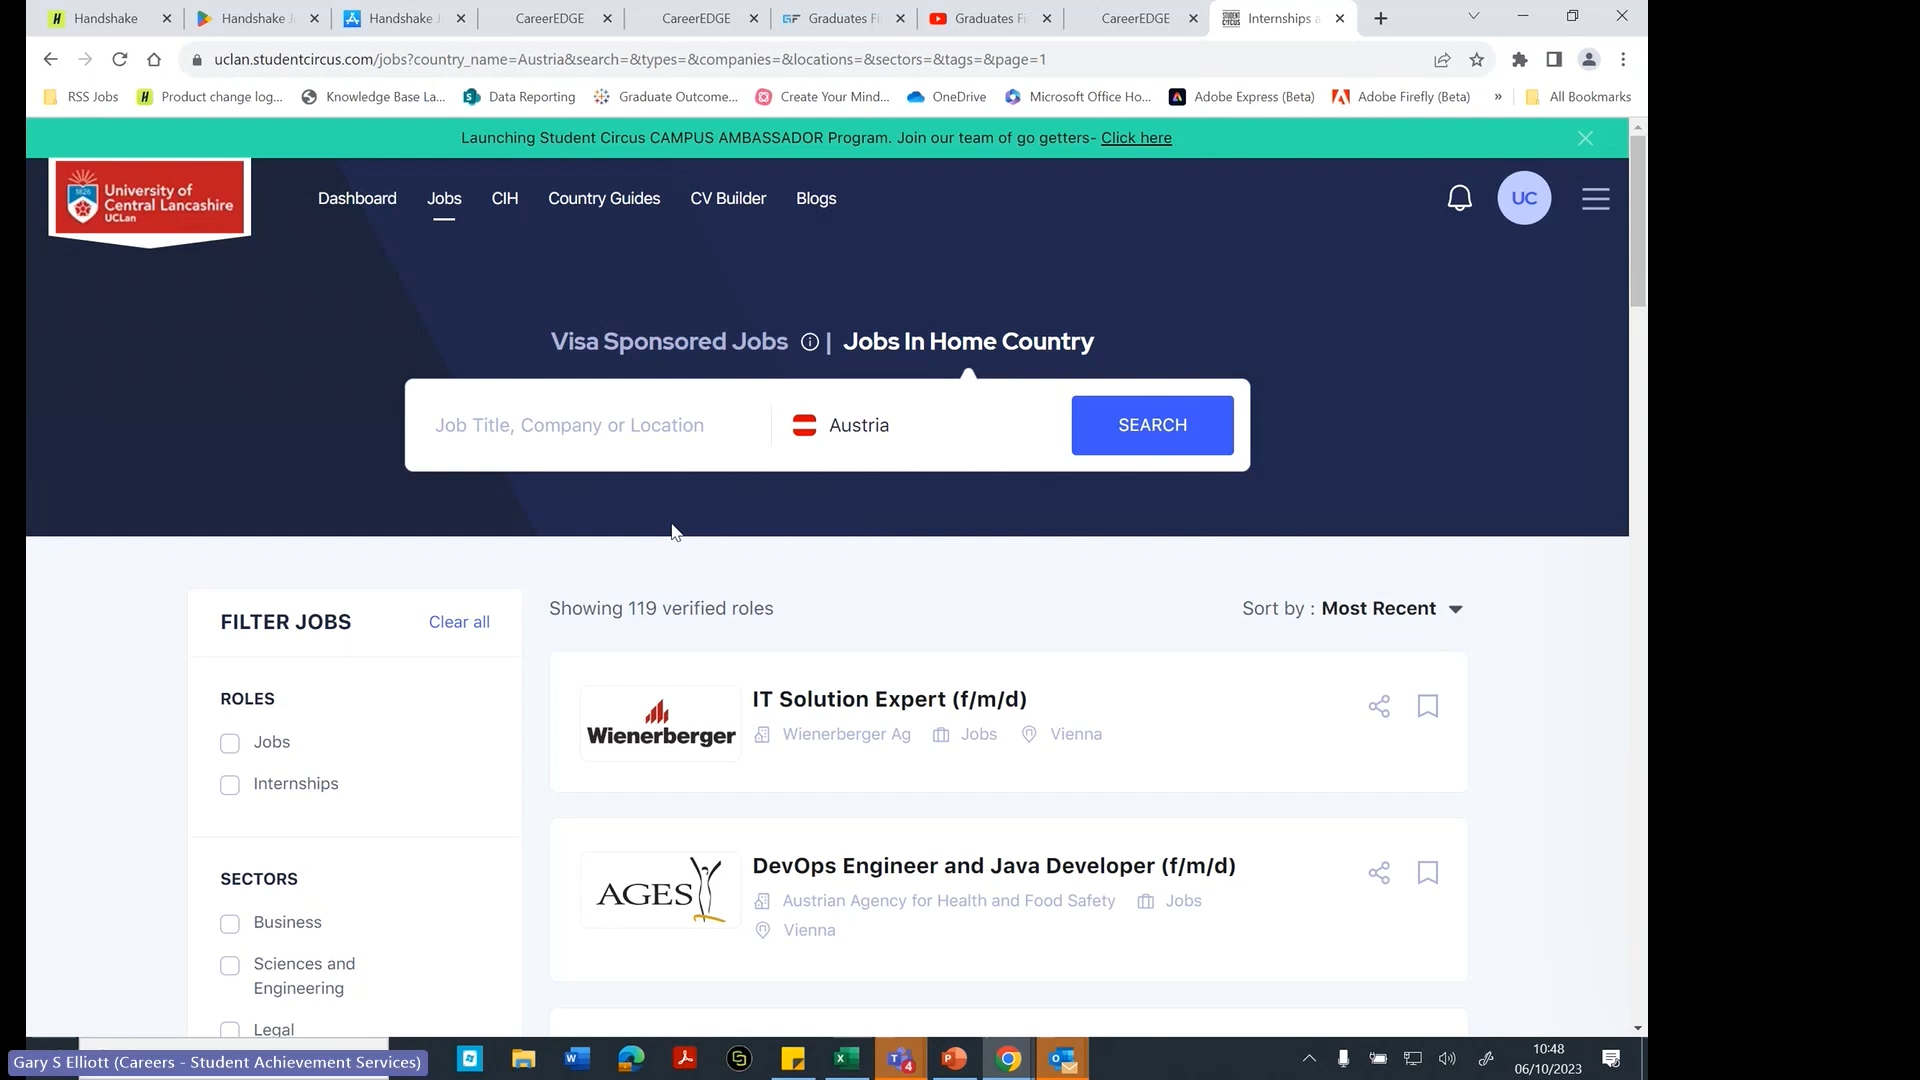 Handshake
Handshake J
Handshake J
CareerEDGE
CareerEDGE
GF Graduates Fi
Graduates Fi
CareerEDGE
Internships a
uclan.studentcircus.com/jobs?country_name=Austria&search=&types=&companies=&locations=&sectors=&tags=&page=1
RSS Jobs
Product change log...
Knowledge Base La...
Data Reporting
Graduate Outcome...
Create Your Mind...
OneDrive
Microsoft Office Ho...
Adobe Express (Beta)
Adobe Firefly (Beta)
»
All Bookmarks
Launching Student Circus CAMPUS AMBASSADOR Program. Join our team of go getters- Click here
1828
University of
Central Lancashire
UCLan
Dashboard
Jobs
CIH
Country Guides
CV Builder
Blogs
UC
Visa Sponsored Jobs | Jobs In Home Country
Job Title, Company or Location
Austria
SEARCH
FILTER JOBS
Clear all
ROLES
Jobs
Internships
SECTORS
Business
Sciences and
Engineering
Legal
Showing 119 verified roles
Sort by : Most Recent
Wienerberger
IT Solution Expert (f/m/d)
Wienerberger Ag Jobs Vienna
AGES
DevOps Engineer and Java Developer (f/m/d)
Austrian Agency for Health and Food Safety Jobs
Vienna
Gary S Elliott (Careers - Student Achievement Services)
4
10:48
06/10/2023